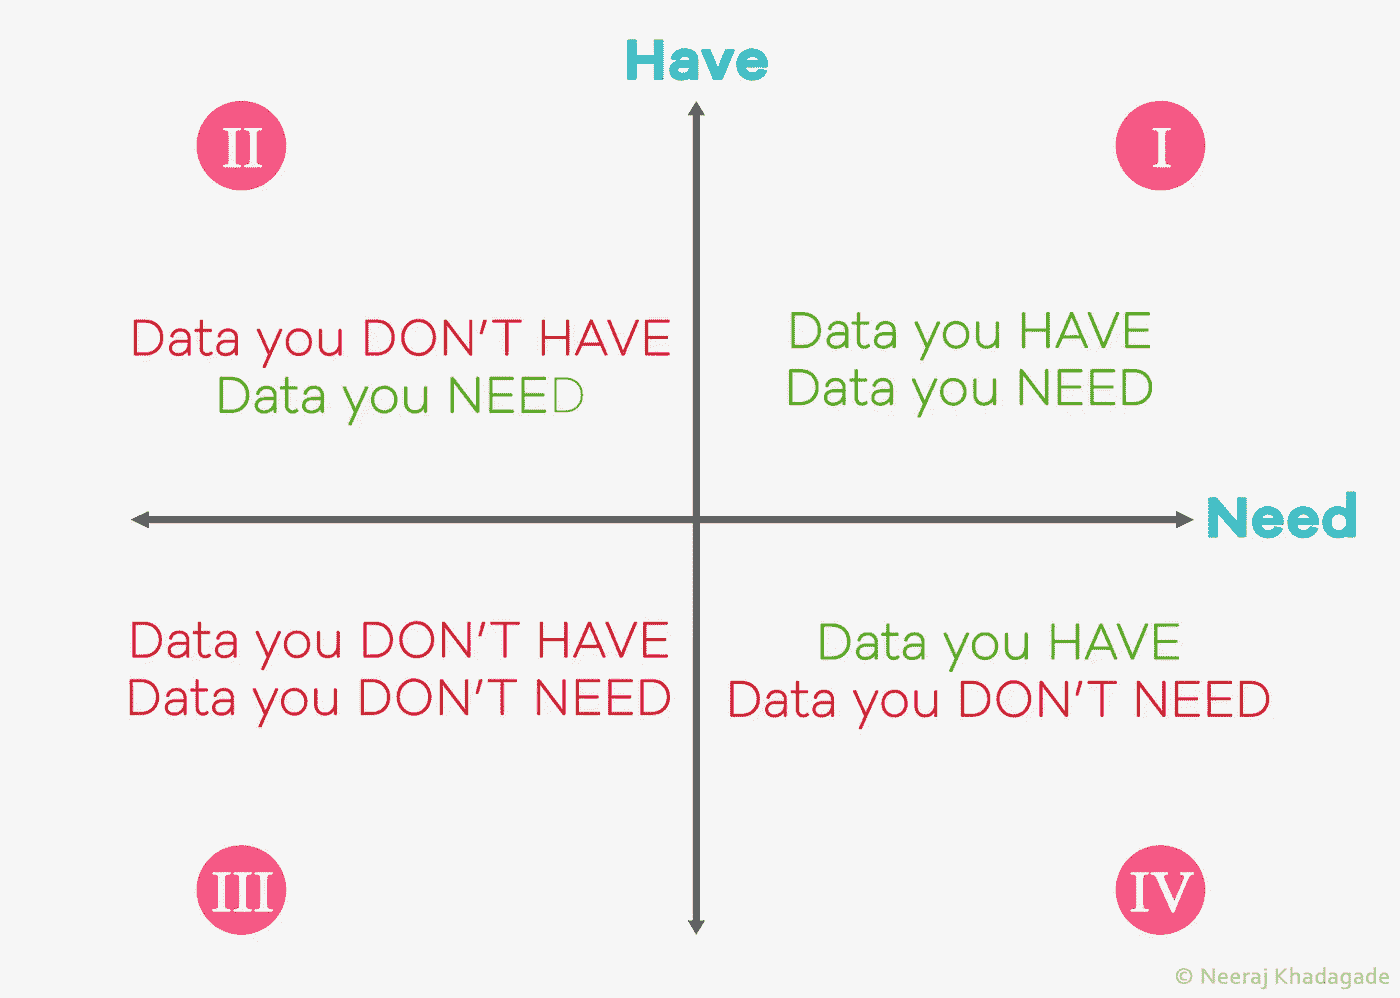 Have
II
I
Data you DON'T HAVE
Data you NEED
Data you HAVE
Data you NEED
Need
Data you DON'T HAVE
Data you DON'T NEED
Data you HAVE
Data you DON'T NEED
III
IV
© Neeraj Khadagade